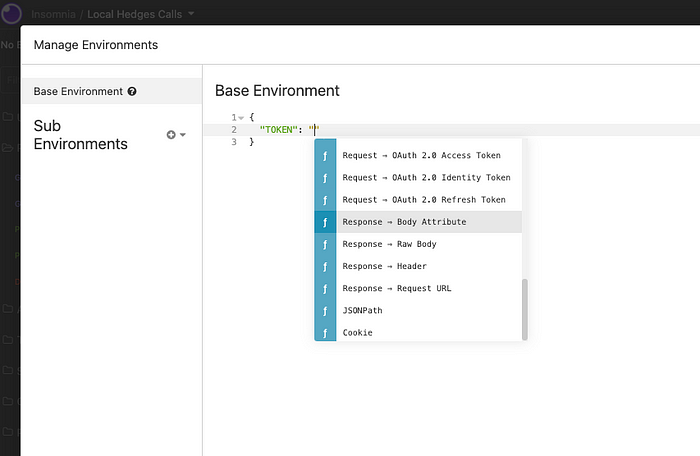 Insomnia / Local Hedges Calls
Manage Environments
Base Environment
Sub
Environments
Base Environment
1 {
2 "TOKEN": ""
3 }
ƒ Request → OAuth 2.0 Access Token
ƒ Request → OAuth 2.0 Identity Token
ƒ Request → OAuth 2.0 Refresh Token
ƒ Response → Body Attribute
ƒ Response → Raw Body
ƒ Response → Header
ƒ Response → Request URL
ƒ JSONPath
ƒ Cookie